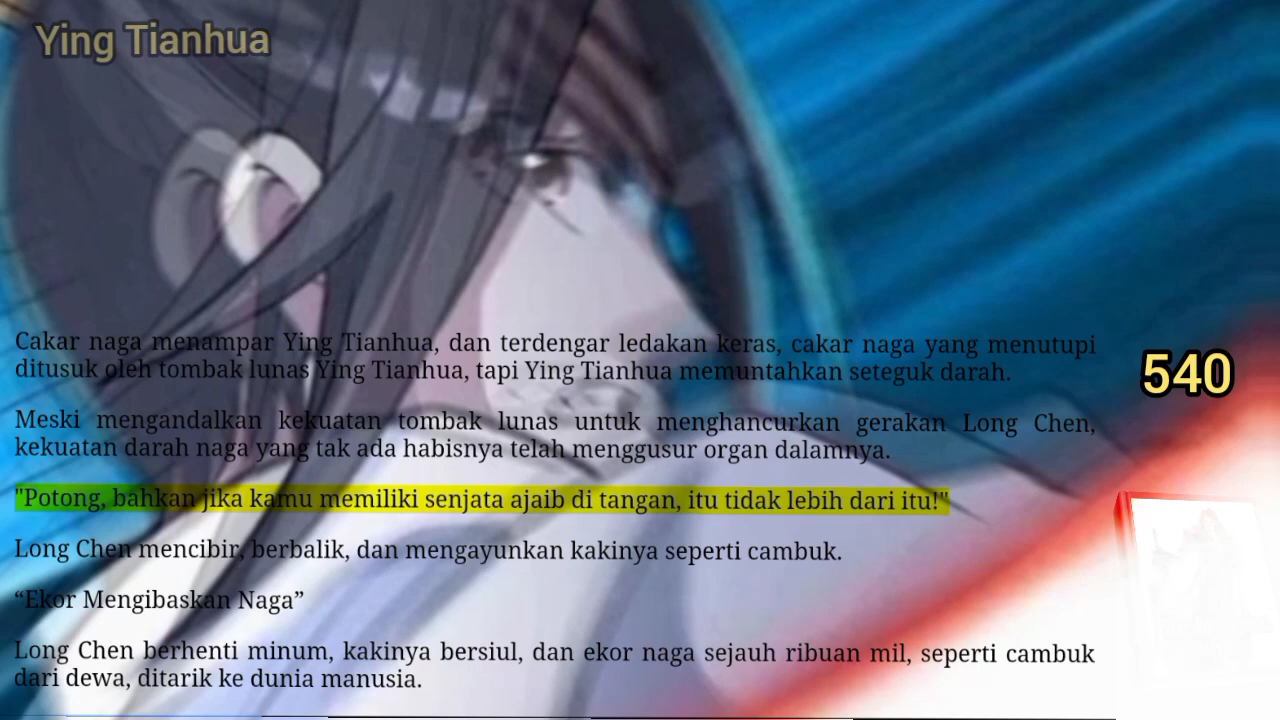 Ying Tianhua
Cakar naga menampar Ying Tianhua, dan terdengar ledakan keras, cakar naga yang menutupi
ditusuk oleh tombak lunas Ying Tianhua, tapi Ying Tianhua memuntahkan seteguk darah.
540
Meski mengandalkan kekuatan tombak lunas untuk menghancurkan gerakan Long Chen,
kekuatan darah naga yang tak ada habisnya telah menggusur organ dalamnya.
"Potong, bahkan jika kamu memiliki senjata ajaib di tangan, itu tidak lebih dari itu!"
Long Chen mencibir, berbalik, dan mengayunkan kakinya seperti cambuk.
“Ekor Mengibaskan Naga”
Long Chen berhenti minum, kakinya bersiul, dan ekor naga sejauh ribuan mil, seperti cambuk
dari dewa, ditarik ke dunia manusia.